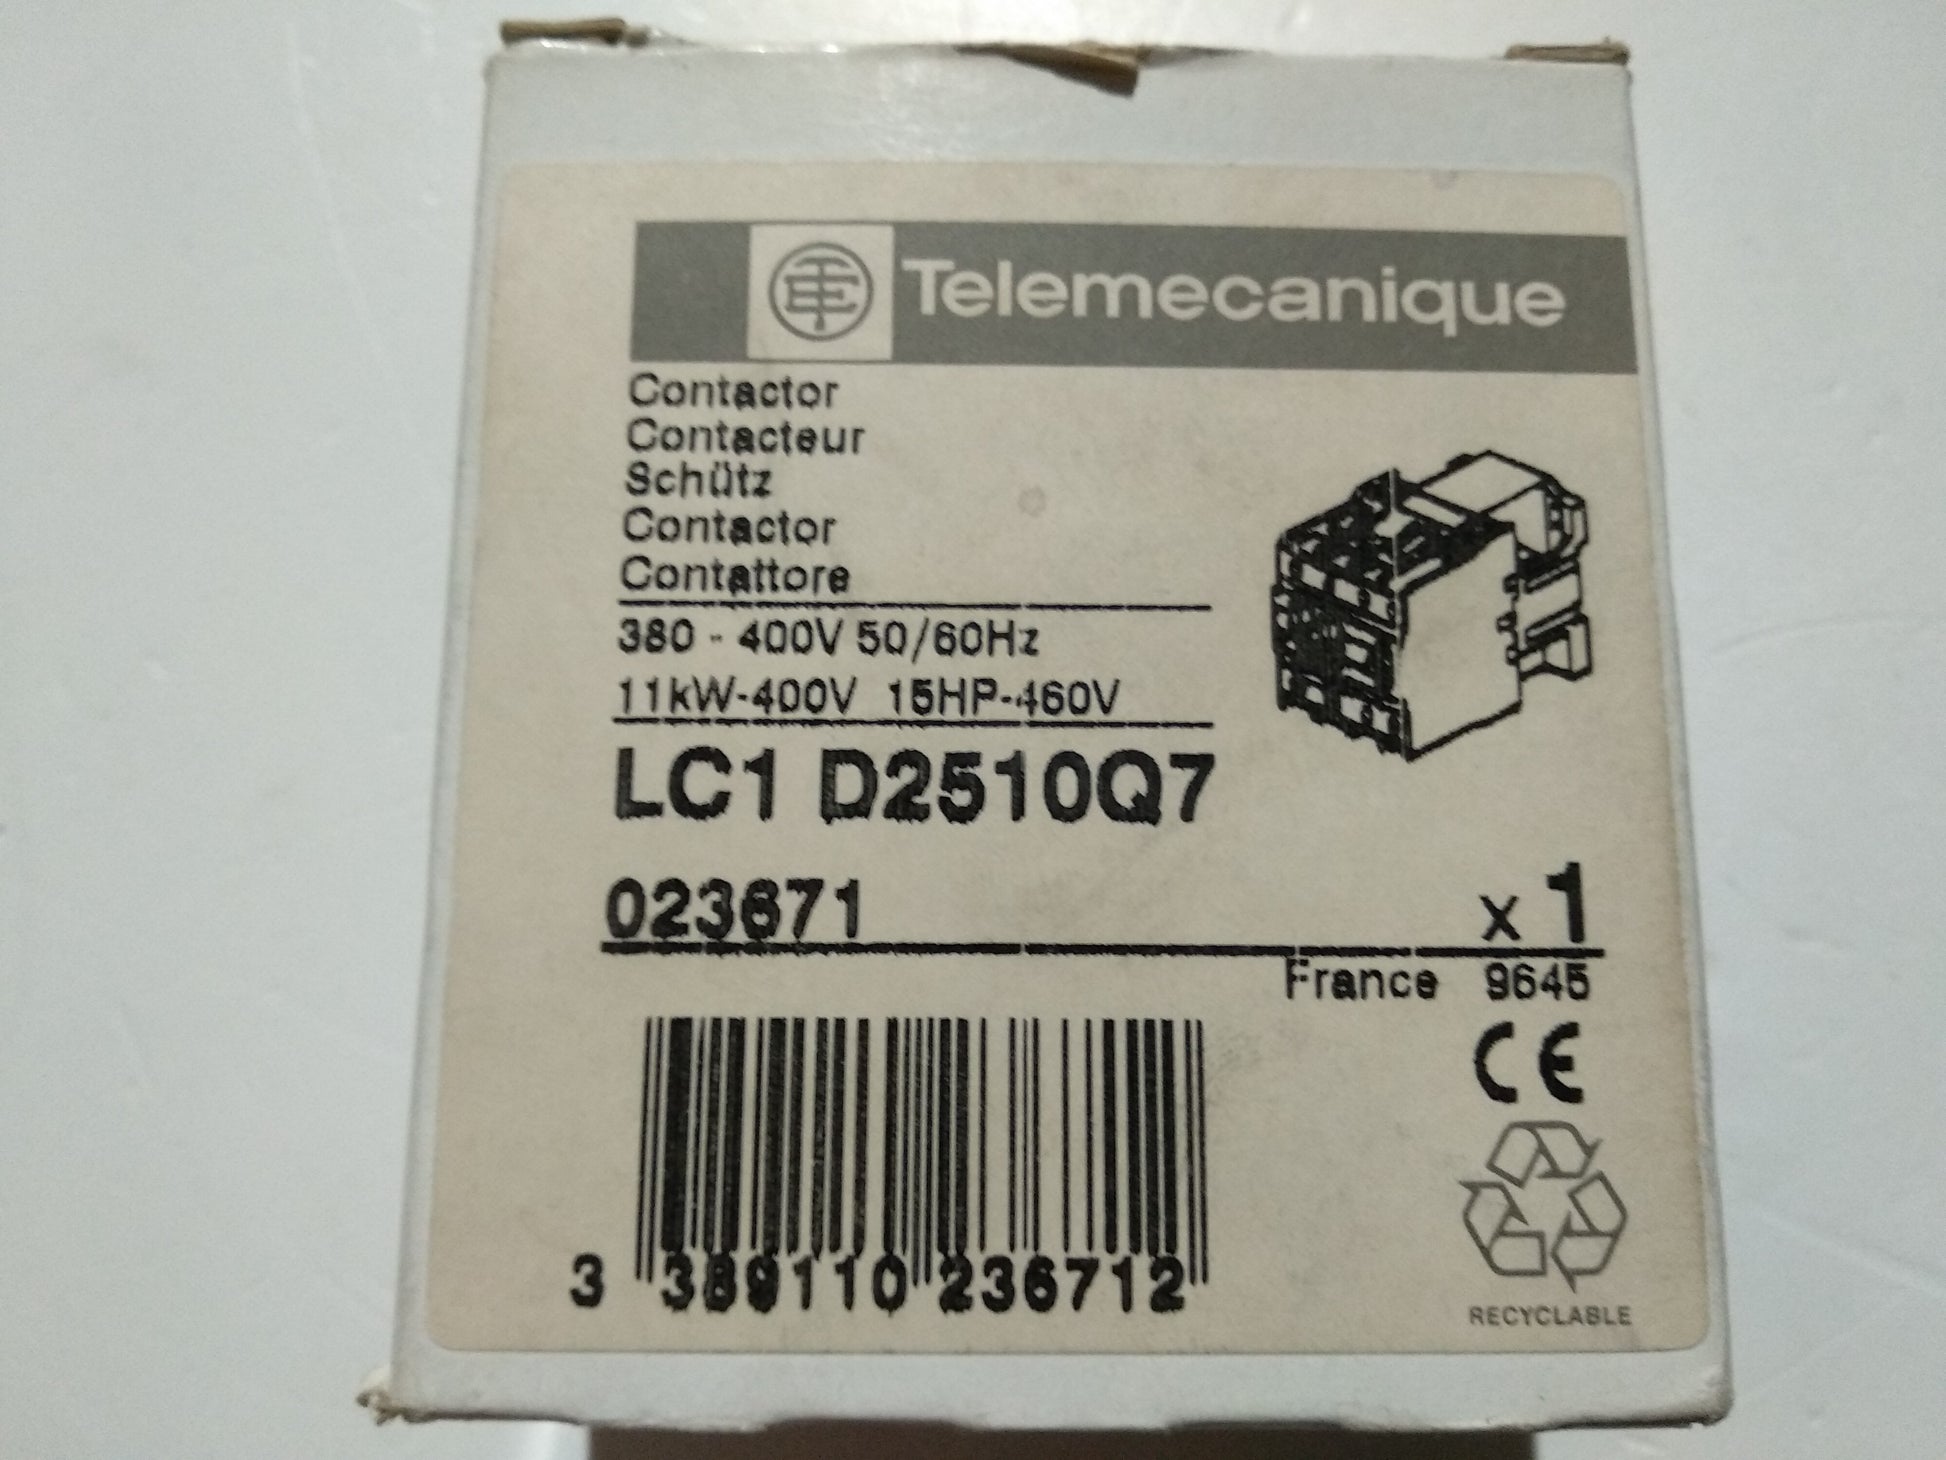 Telemecanique
Contactor
Contacteur
Schütz
Contactor
Contattore
380 - 400V 50/60Hz
11kW-400V 15HP-460V
LC1 D2510Q7
023671 x 1
France 9645
CE
3 389110 236712
RECYCLABLE